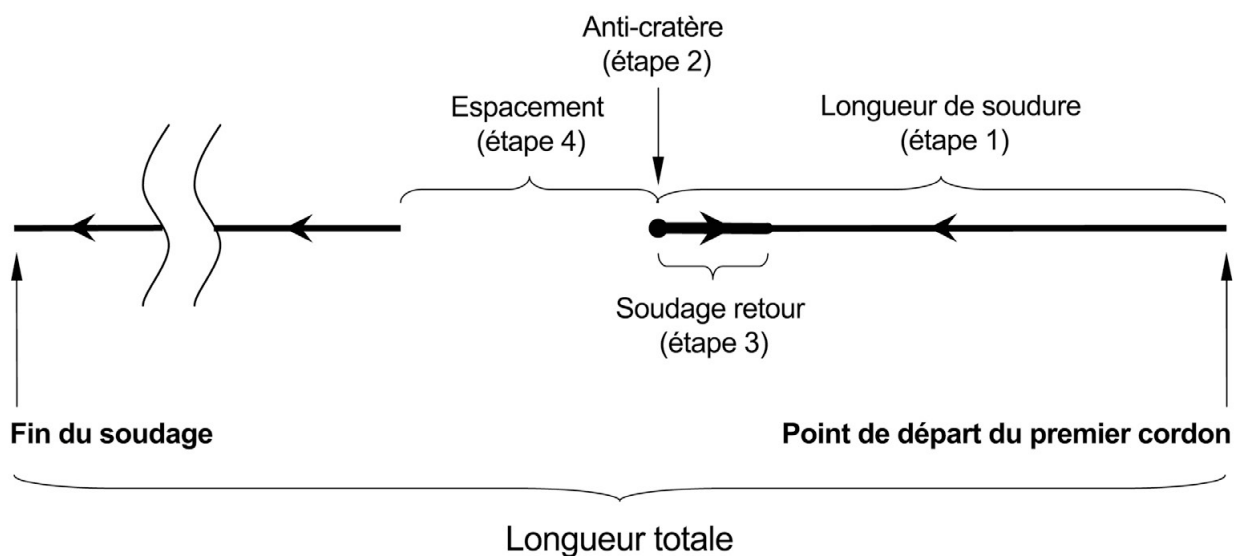 Anti-cratère
(étape 2)
Espacement
(étape 4)
Longueur de soudure
(étape 1)
Soudage retour
(étape 3)
Fin du soudage
Point de départ du premier cordon
Longueur totale